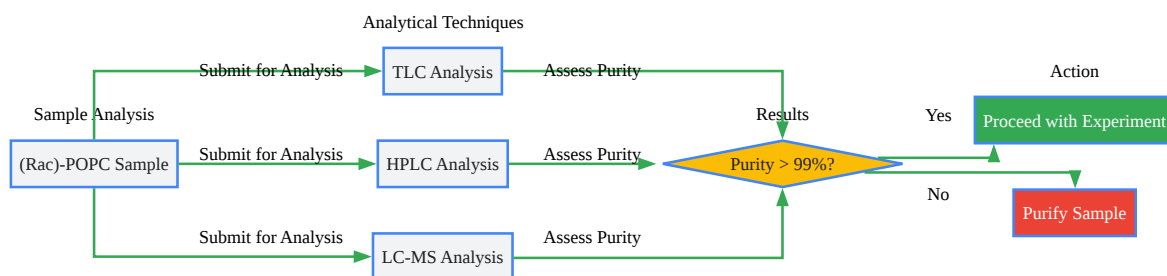 Analytical Techniques
Submit for Analysis
TLC Analysis
Assess Purity
Action
Sample Analysis
Results
Yes
Proceed with Experiment
(Rac)-POPC Sample
Submit for Analysis
HPLC Analysis
Assess Purity
Purity > 99%?
No
Purify Sample
Submit for Analysis
LC-MS Analysis
Assess Purity